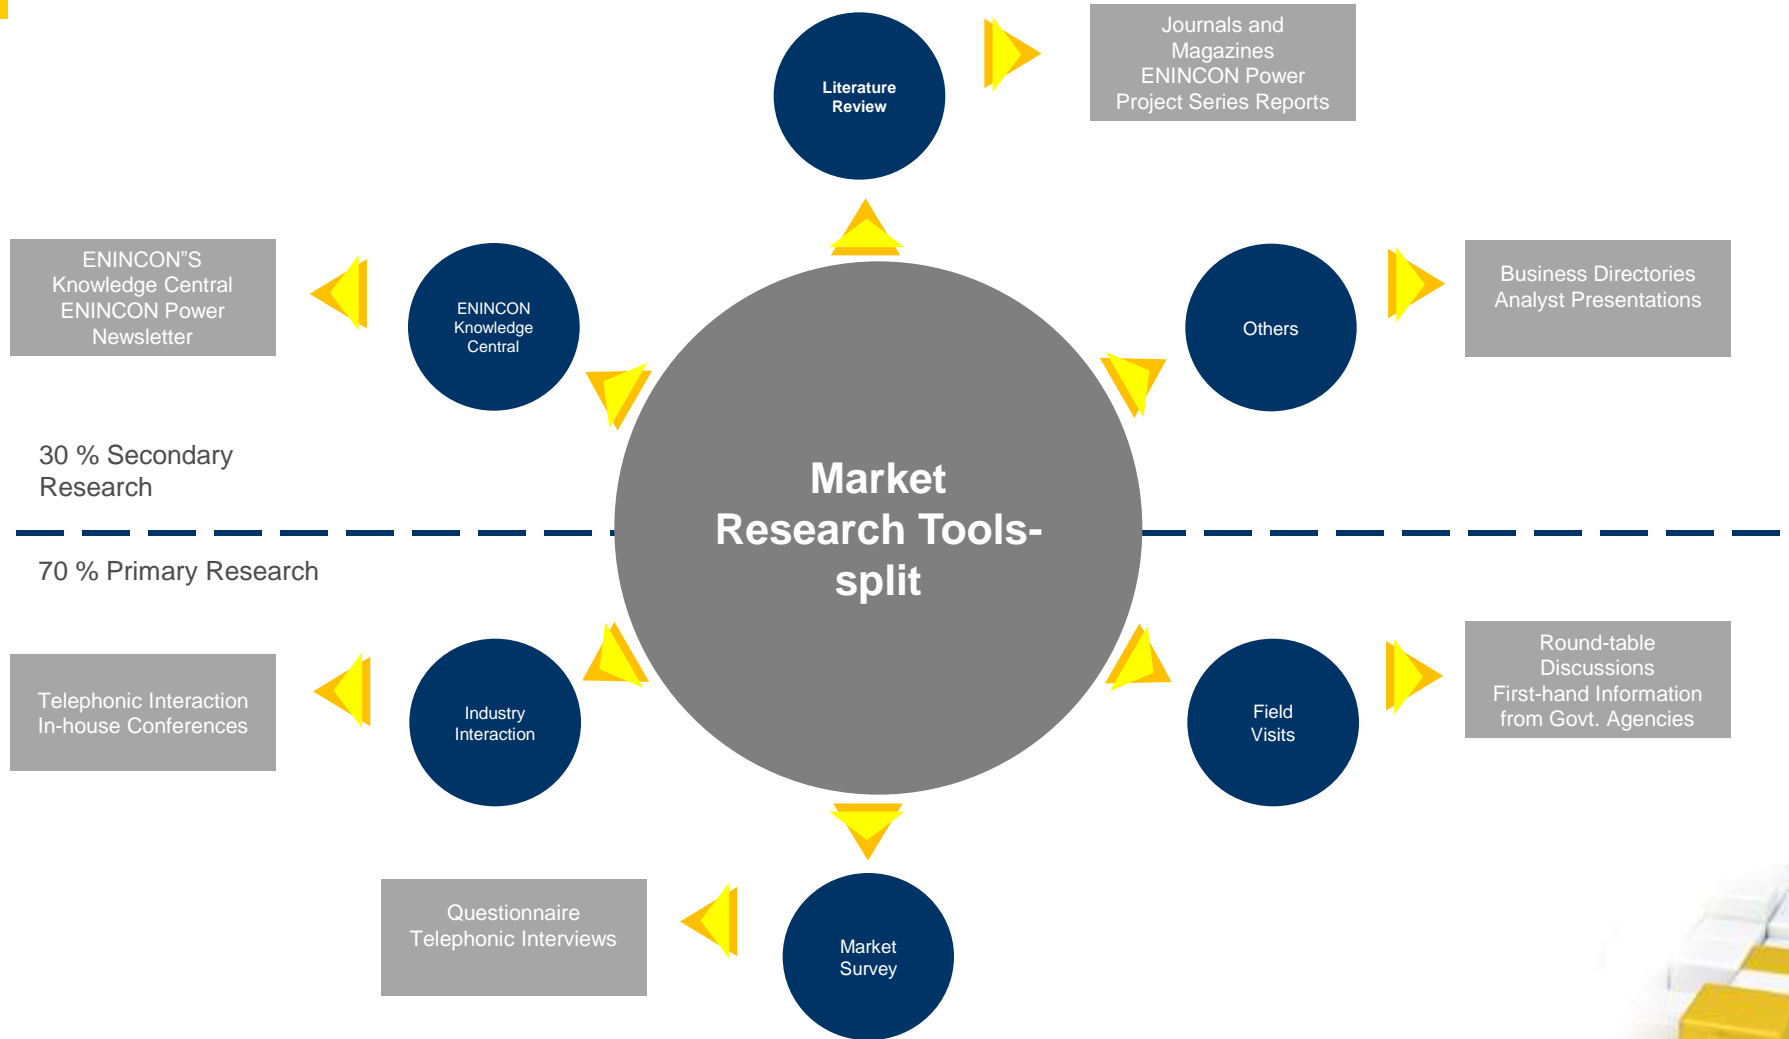 Literature
Review
Journals and
Magazines
ENINCON Power
Project Series Reports
ENINCON"S
Knowledge Central
ENINCON Power
Newsletter
ENINCON
Knowledge
Central
Others
Business Directories
Analyst Presentations
30 % Secondary
Research
Market
Research Tools-
split
70 % Primary Research
Telephonic Interaction
In-house Conferences
Industry
Interaction
Field
Visits
Round-table
Discussions
First-hand Information
from Govt. Agencies
Questionnaire
Telephonic Interviews
Market
Survey